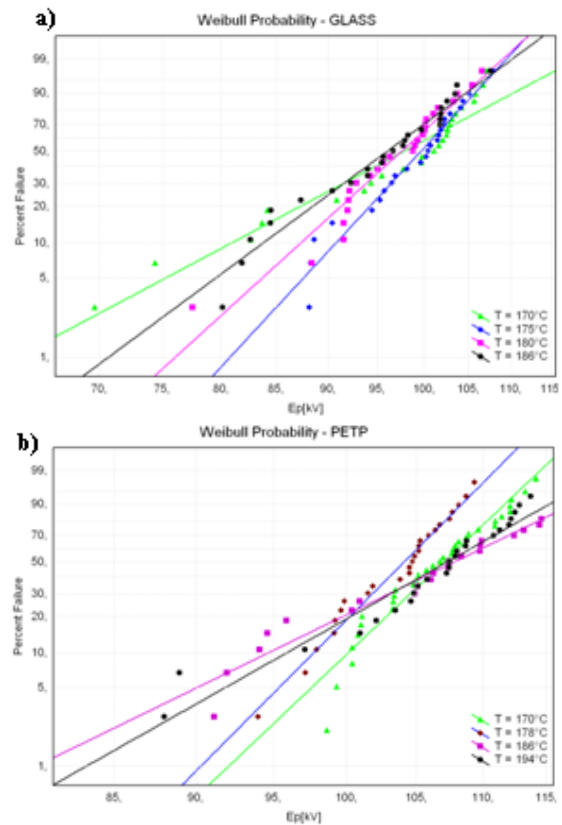 a)
Weibull Probability - GLASS
99,
90,
70,
50,
30,
20,
10,
5,
1,
Percent Failure
70, 75, 80, 85, 90, 95, 100, 105, 110, 115
Ep[kV]
T = 170°C
T = 175°C
T = 180°C
T = 186°C
b)
Weibull Probability - PETP
99,
90,
70,
50,
30,
20,
10,
5,
1,
Percent Failure
85, 90, 95, 100, 105, 110, 115,
Ep[kV]
T = 170°C
T = 178°C
T = 186°C
T = 194°C